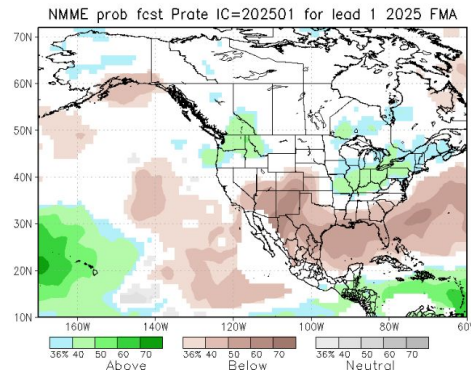 NMME prob fcst Prate IC=202501 for lead 1 2025 FMA
70N
60N
50N
40N
30N
20N
10N
160W 140W 120W 100W 80W 60W
36% 40 50 60 70 36% 40 50 60 70 36% 40 50 60 70
Above Below Neutral